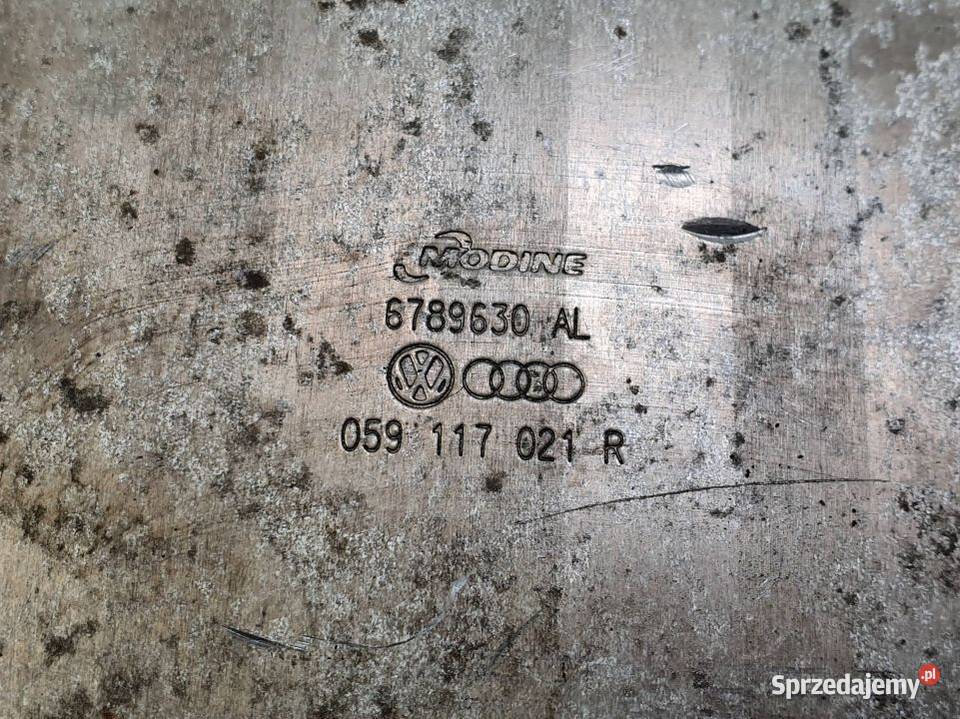 MODINE
6789630 AL
059 117 021 R
Sprzedajemy.pl